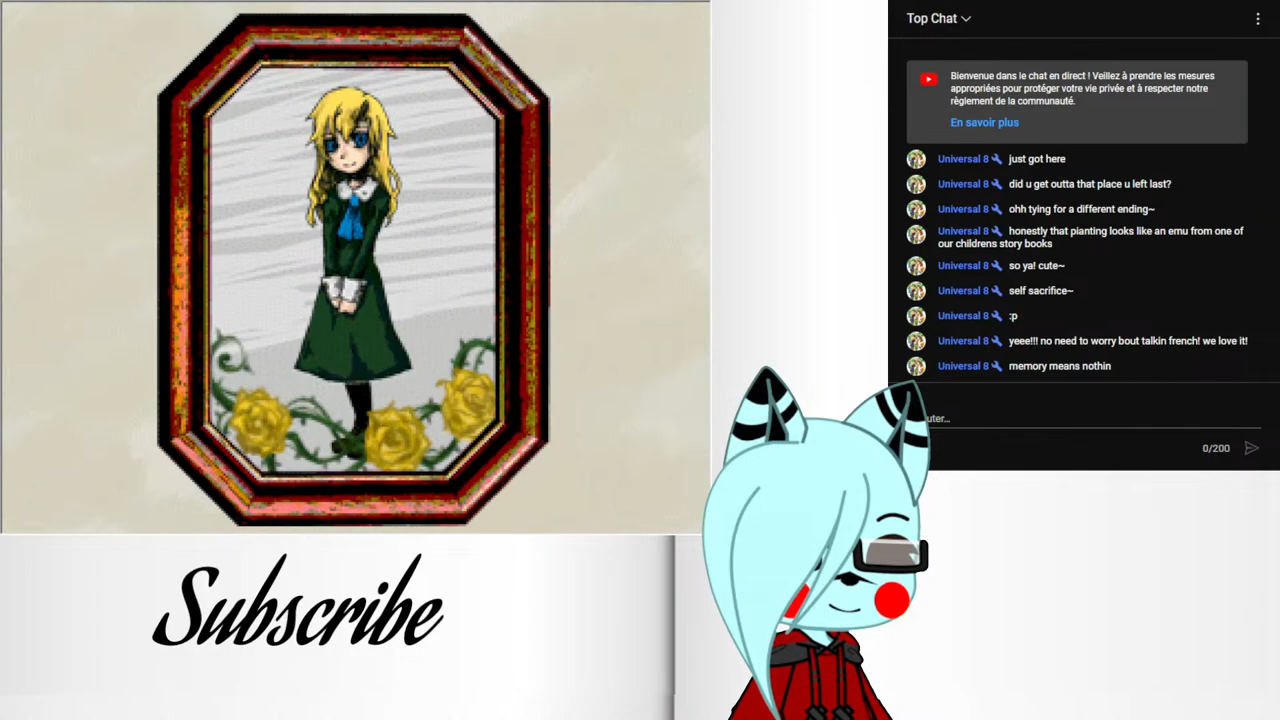 Top Chat
Bienvenue dans le chat en direct ! Veillez à prendre les mesures
appropriées pour protéger votre vie privée et à respecter notre
règlement de la communauté.
En savoir plus
Universal 8 just got here
Universal 8 did u get outta that place u left last?
Universal 8 ohh tying for a different ending~
Universal 8 honestly that pianting looks like an emu from one of
our childrens story books
Universal 8 so ya! cute~
Universal 8 self sacrifice~
Universal 8 :p
Universal 8 yeee!!! no need to worry bout talkin french! we love it!
Universal 8 memory means nothin
0/200
Subscribe